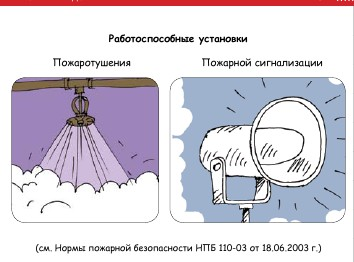 Работоспособные установки
Пожаротушения Пожарной сигнализации
(см. Нормы пожарной безопасности НПБ 110-03 от 18.06.2003 г.)